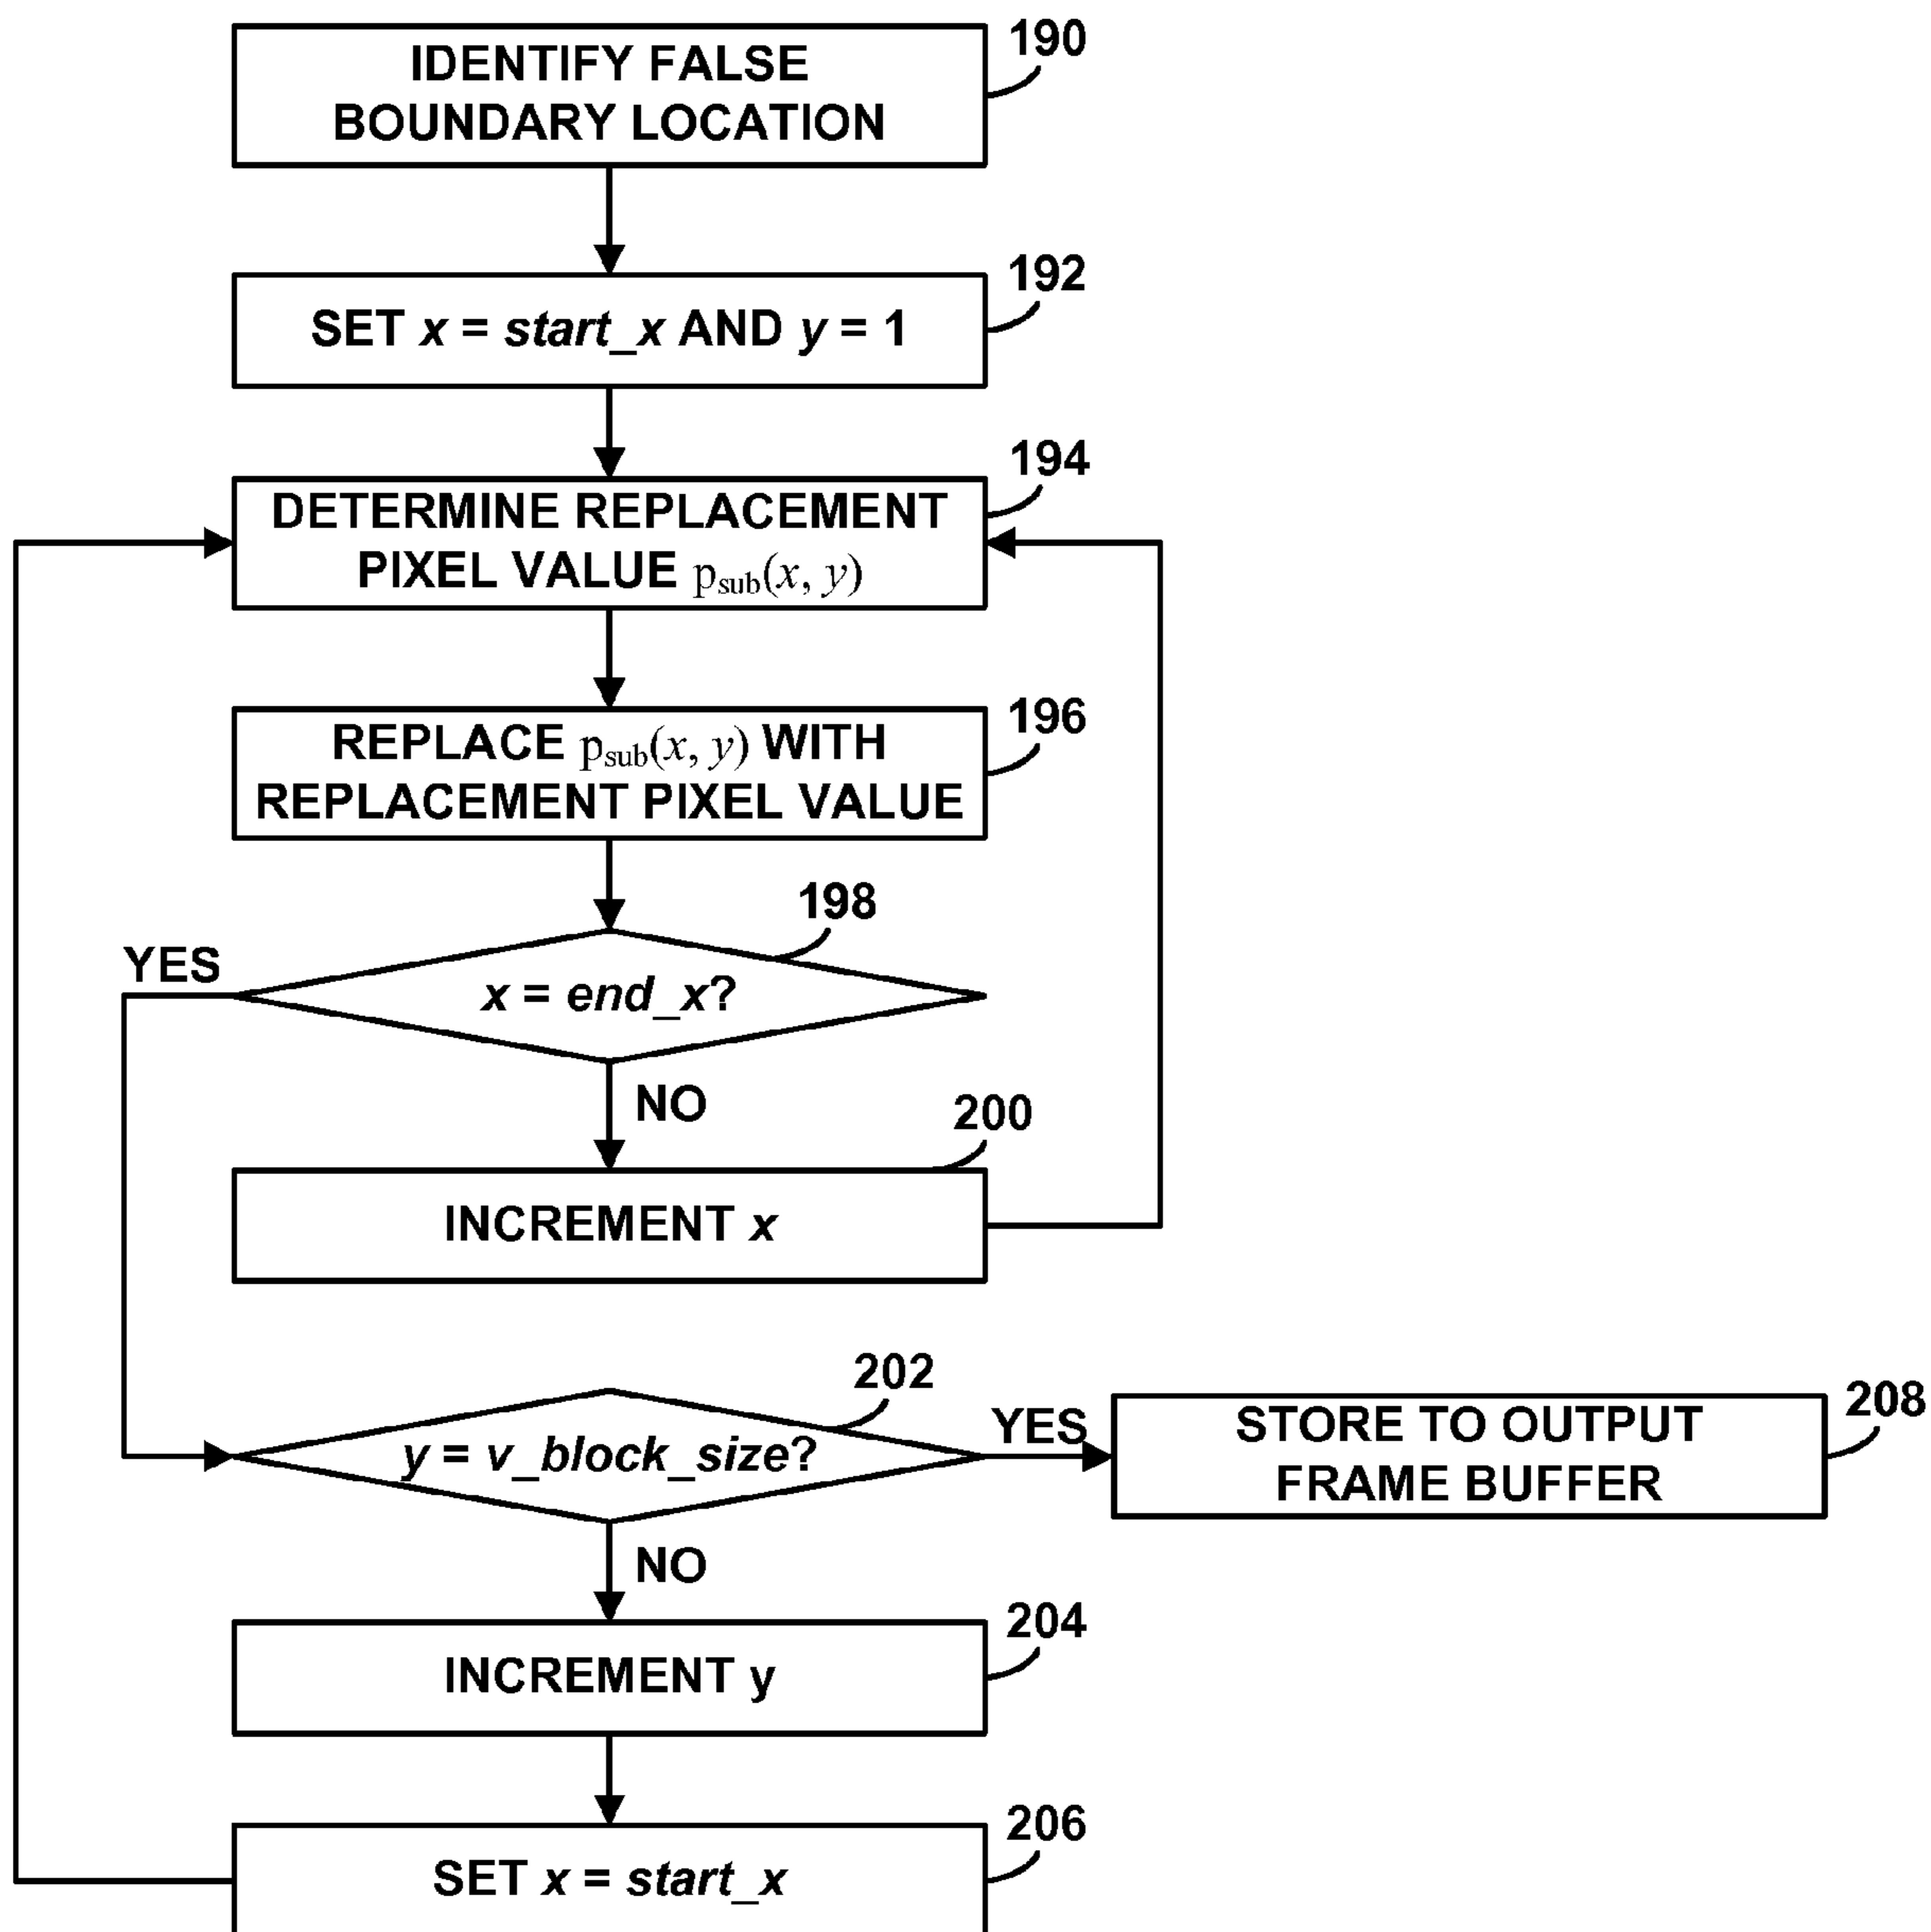 190
IDENTIFY FALSE
BOUNDARY LOCATION
192
SET x = start_x AND y = 1
194
DETERMINE REPLACEMENT
PIXEL VALUE psub(x, y)
196
REPLACE psub(x, y) WITH
REPLACEMENT PIXEL VALUE
198
YES
x = end_x?
NO
200
INCREMENT x
202
YES
208
y = v_block_size?
STORE TO OUTPUT
FRAME BUFFER
NO
204
INCREMENT y
206
SET x = start_x